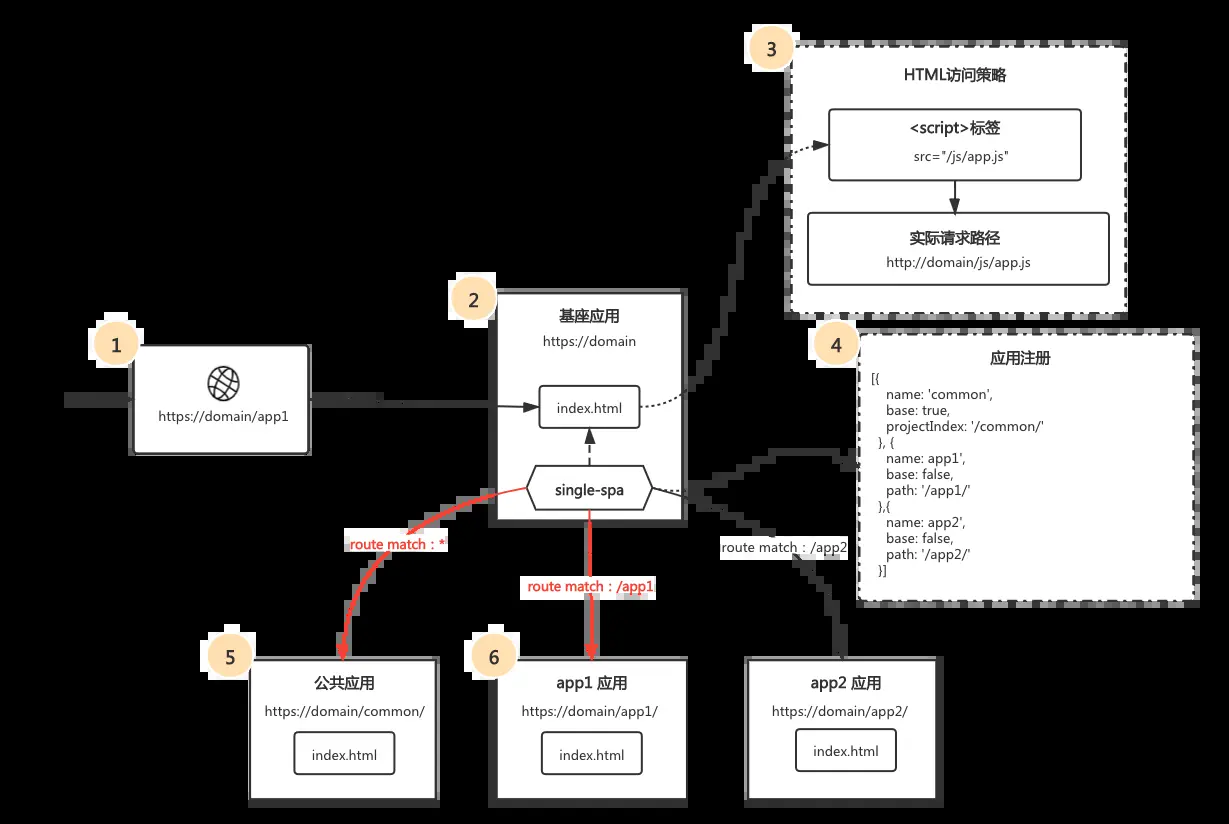 1
https://domain/app1
2
基座应用
https://domain
index.html
single-spa
3
HTML访问策略
<script>标签
src="/js/app.js"
实际请求路径
http://domain/js/app.js
4
应用注册
[{
name: 'common',
base: true,
projectIndex: '/common/'
}, {
name: app1',
base: false,
path: '/app1/'
},{
name: app2',
base: false,
path: '/app2/'
}]
route match：*
route match：/app1
route match：/app2
5
公共应用
https://domain/common/
index.html
6
app1 应用
https://domain/app1/
index.html
app2 应用
https://domain/app2/
index.html